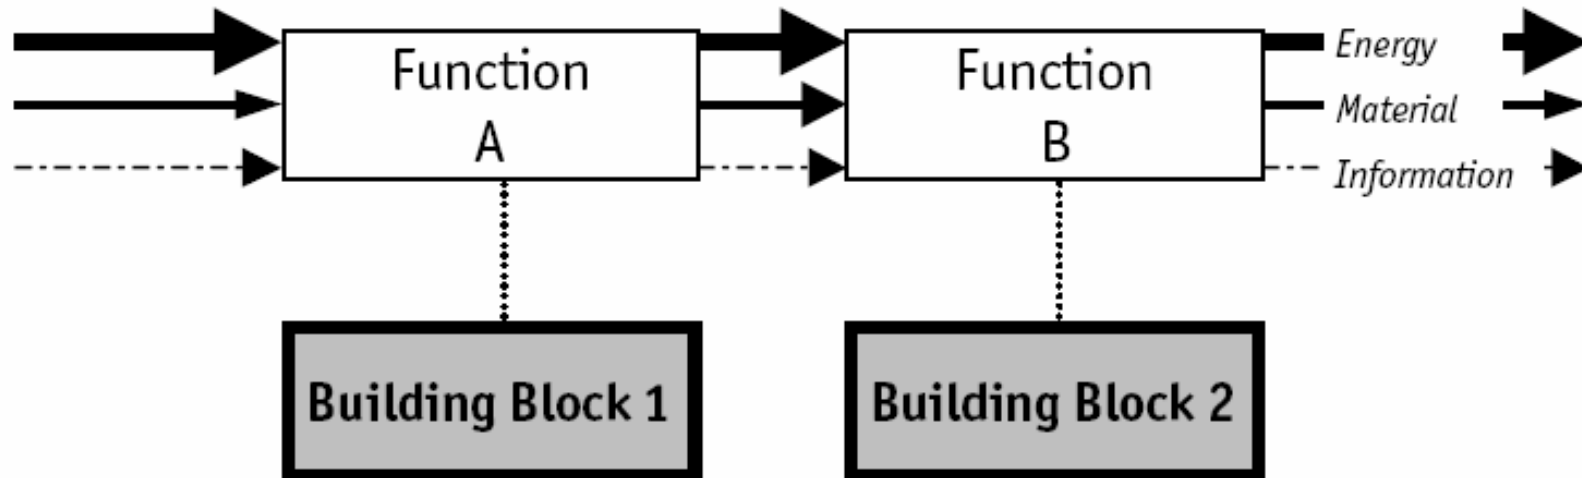 Function
A
Function
B
Energy
Material
Information
Building Block 1
Building Block 2